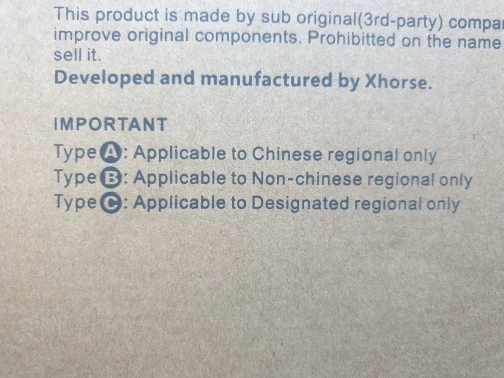 This product is made by sub original(3rd-party)
improve original components. Prohibitted on the name
sell it.
Developed and manufactured by Xhorse.
IMPORTANT
Type A: Applicable to Chinese regional only
Type B: Applicable to Non-chinese regional only
Type C: Applicable to Designated regional only